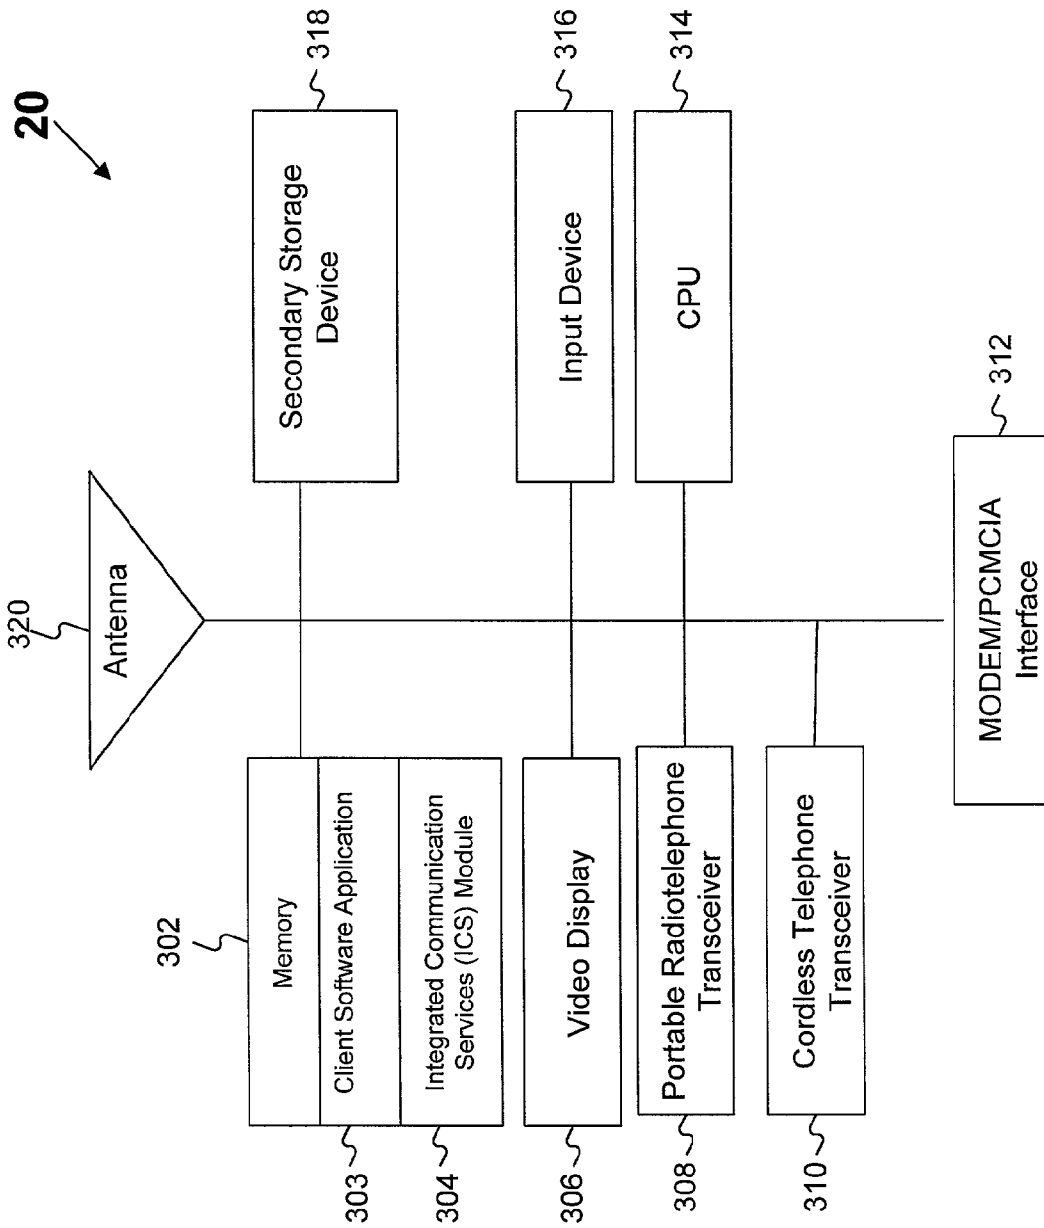 20
320
Antenna
302
Memory
303
Client Software Application
304
Integrated Communication
Services (ICS) Module
306
Video Display
308
Portable Radiotelephone
Transceiver
310
Cordless Telephone
Transceiver
318
Secondary Storage
Device
316
Input Device
314
CPU
312
MODEM/PCMCIA
Interface